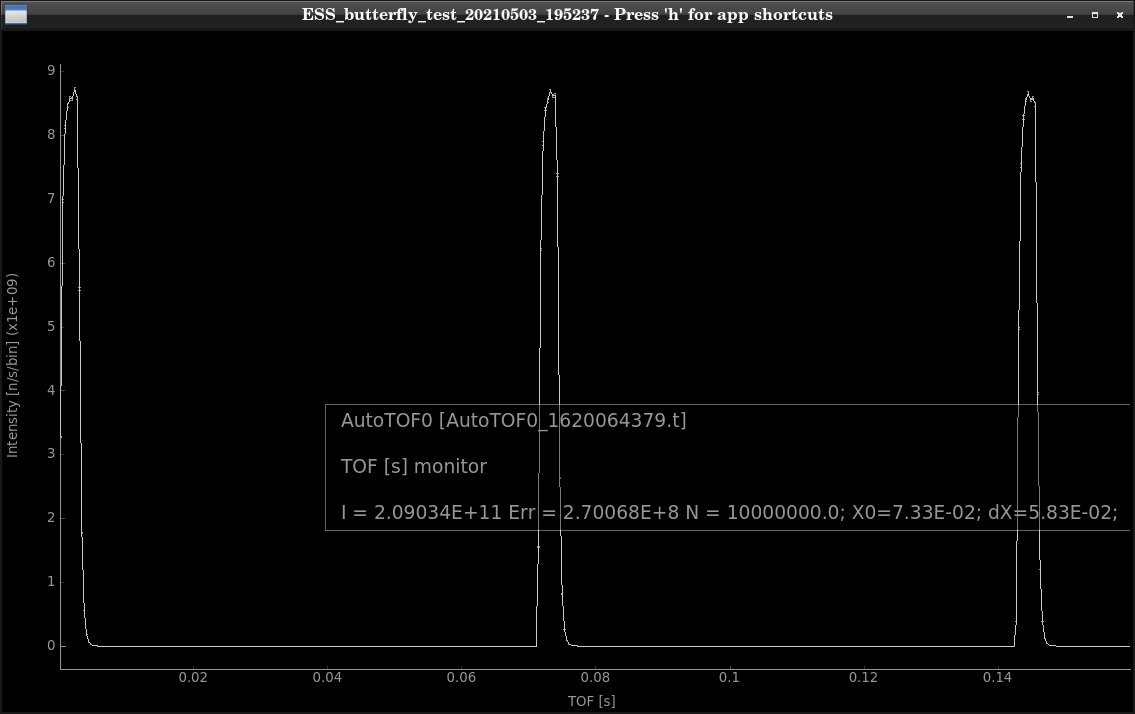 ESS_butterfly_test_20210503_195237 - Press 'h' for app shortcuts
9
8
7
6
5
4
3
2
1
0
Intensity [n/s/bin] (x1e+09)
AutoTOF0 [AutoTOF0_1620064379.t]
TOF [s] monitor
I = 2.09034E+11 Err = 2.70068E+8 N = 10000000.0; X0=7.33E-02; dX=5.83E-02;
0.02 0.04 0.06 0.08 0.1 0.12 0.14
TOF [s]